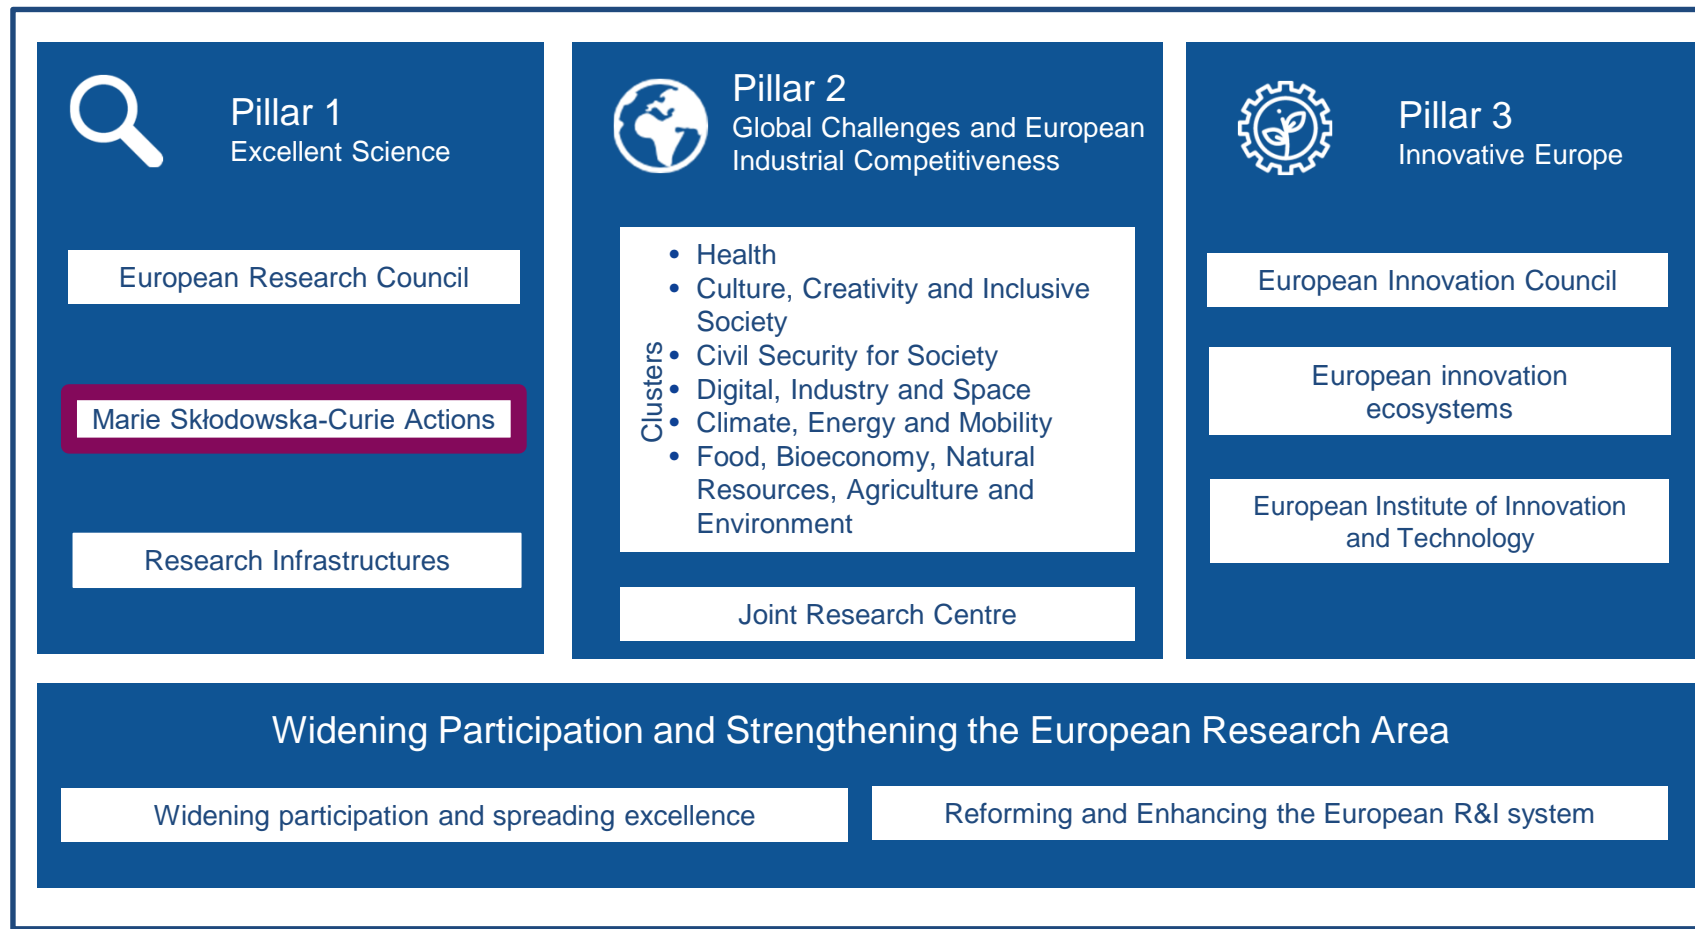 Pillar 1
Excellent Science
European Research Council
Marie Skłodowska-Curie Actions
Research Infrastructures
Pillar 2
Global Challenges and European
Industrial Competitiveness
Clusters
• Health
• Culture, Creativity and Inclusive
Society
• Civil Security for Society
• Digital, Industry and Space
• Climate, Energy and Mobility
• Food, Bioeconomy, Natural
Resources, Agriculture and
Environment
Joint Research Centre
Pillar 3
Innovative Europe
European Innovation Council
European innovation
ecosystems
European Institute of Innovation
and Technology
Widening Participation and Strengthening the European Research Area
Widening participation and spreading excellence
Reforming and Enhancing the European R&I system